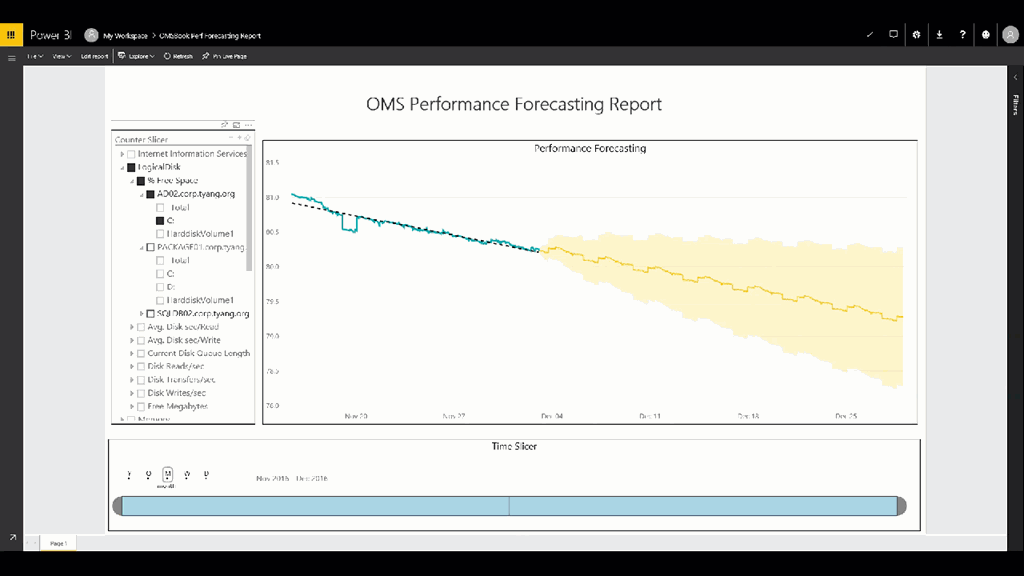 Power BI My Workspace > OMSBook Perf Forecasting Report
File View Edit report Explore Refresh Pin Live Page
Filters
OMS Performance Forecasting Report
Counter Slicer
Internet Information Services
LogicalDisk
% Free Space
AD02.corp.tyang.org
_Total
C:
HarddiskVolume1
PACKAGE01.corp.tyang.
_Total
C:
D:
HarddiskVolume1
SQLDB02.corp.tyang.org
Avg. Disk sec/Read
Avg. Disk sec/Write
Current Disk Queue Length
Disk Reads/sec
Disk Transfers/sec
Disk Writes/sec
Free Megabytes
Memory
Performance Forecasting
81.5
81.0
80.5
80.0
79.5
79.0
78.5
78.0
Nov 20 Nov 27 Dec 04 Dec 11 Dec 18 Dec 25
Time Slicer
Y Q M W D
month
Nov 2016 - Dec 2016
Page 1